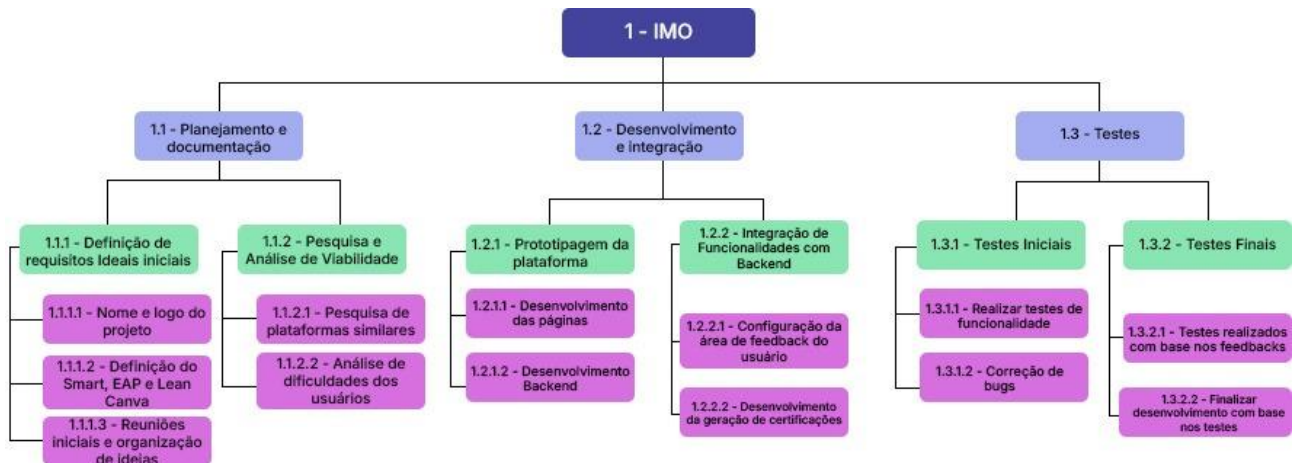 1 - IMO
1.1 - Planejamento e
documentação
1.2 - Desenvolvimento
e integração
1.3 - Testes
1.1.1 - Definição de
requisitos Ideais iniciais
1.1.1.1 - Nome e logo do
projeto
1.1.1.2 - Definição do
Smart, EAP e Lean
Canva
1.1.1.3 - Reuniões
iniciais e organização
de ideias
1.1.2 - Pesquisa e
Análise de Viabilidade
1.1.2.1 - Pesquisa de
plataformas similares
1.1.2.2 - Análise de
dificuldades dos
usuários
1.2.1 - Prototipagem da
plataforma
1.2.1.1 - Desenvolvimento
das páginas
1.2.1.2 - Desenvolvimento
Backend
1.2.2 - Integração de
Funcionalidades com
Backend
1.2.2.1 - Configuração da
área de feedback do
usuário
1.2.2.2 - Desenvolvimento
da geração de certificações
1.3.1 - Testes Iniciais
1.3.1.1 - Realizar testes de
funcionalidade
1.3.1.2 - Correção de
bugs
1.3.2 - Testes Finais
1.3.2.1 - Testes realizados
com base nos feedbacks
1.3.2.2 - Finalizar
desenvolvimento com base
nos testes